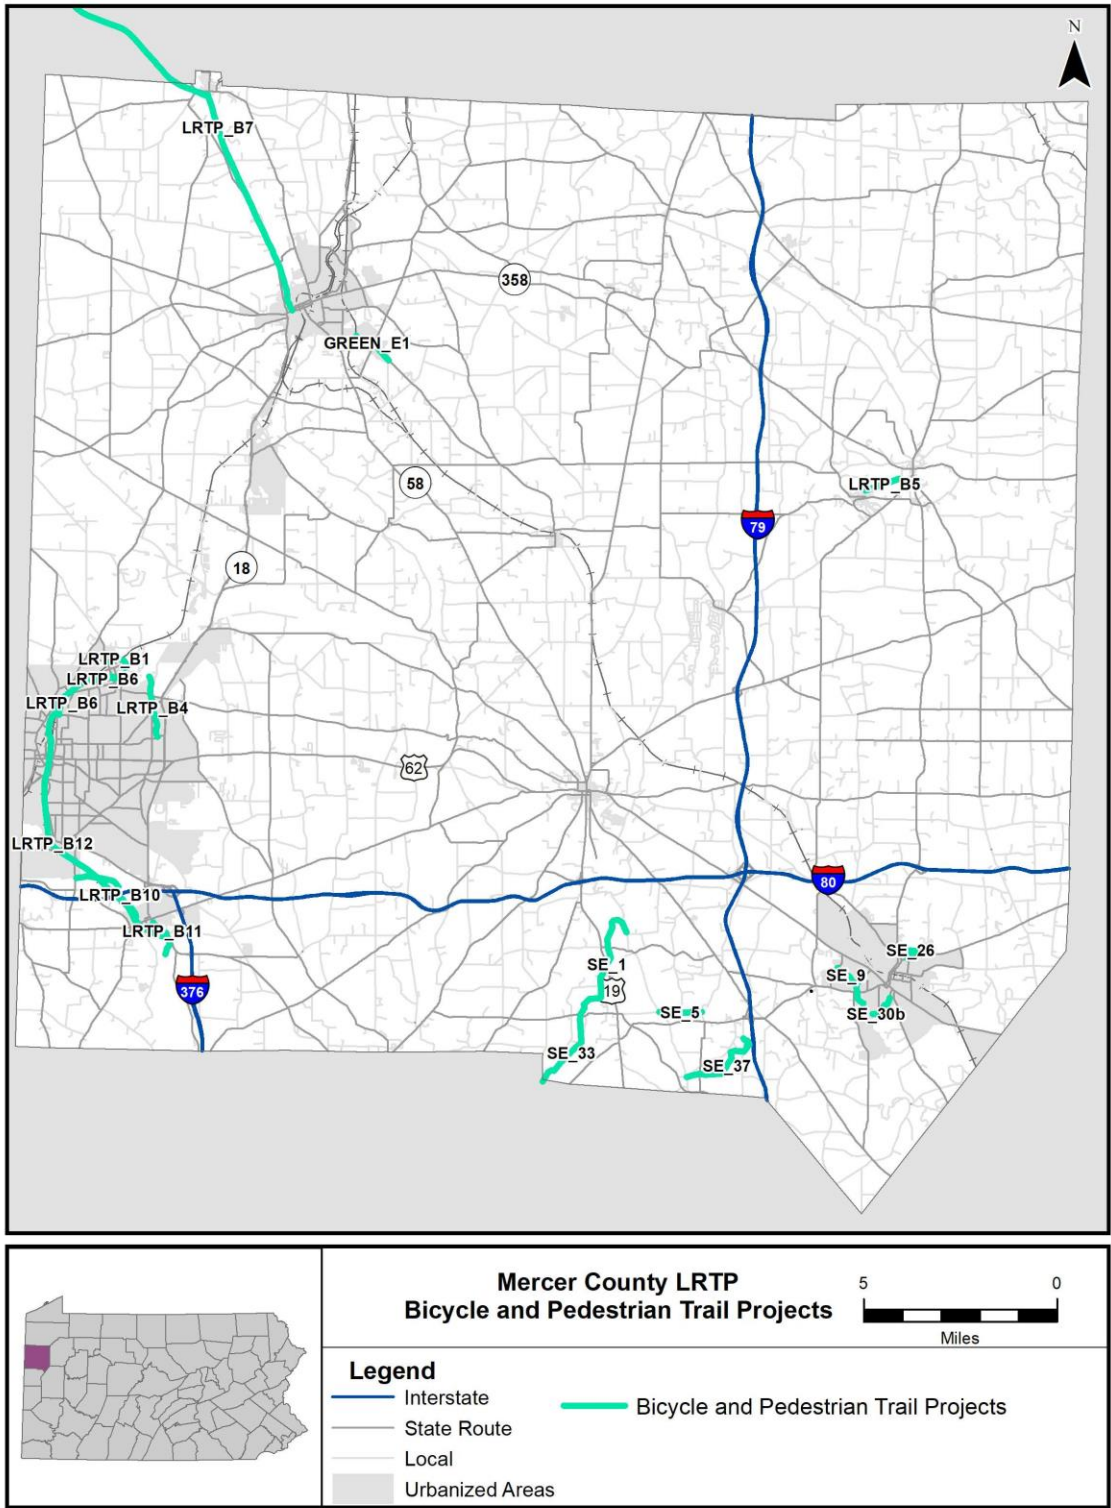 N
LRTP_B7
358
GREEN_E1
58
LRTP_B5
79
18
LRTP_B1
LRTP_B6
LRTP_B6
LRTP_B4
62
LRTP_B12
80
LRTP_B10
LRTP_B11
SE_26
SE_1
SE_9
376
19
SE_5
SE_30b
SE_33
SE_37
Mercer County LRTP
Bicycle and Pedestrian Trail Projects
5 0
Miles
Legend
Interstate
Bicycle and Pedestrian Trail Projects
State Route
Local
Urbanized Areas